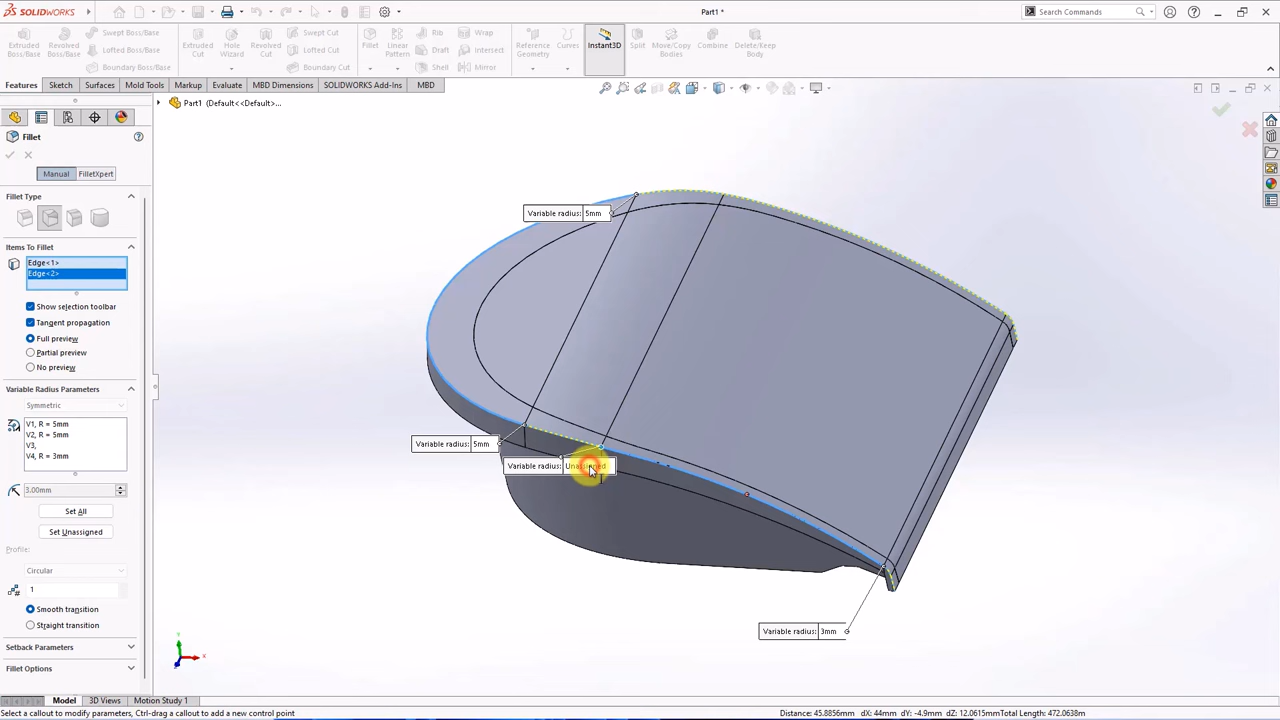 SOLIDWORKS
Part1 *
Search Commands
Extruded Boss/Base
Revolved Boss/Base
Swept Boss/Base
Lofted Boss/Base
Boundary Boss/Base
Extruded Cut
Hole Wizard
Revolved Cut
Swept Cut
Lofted Cut
Boundary Cut
Fillet
Linear Pattern
Rib
Draft
Shell
Wrap
Intersect
Mirror
Reference Geometry
Curves
Instant3D
Split
Move/Copy Bodies
Combine
Delete/Keep Body
Features
Sketch
Surfaces
Mold Tools
Markup
Evaluate
MBD Dimensions
SOLIDWORKS Add-Ins
MBD
Part1 (Default<<Default>...
Fillet
Manual
FilletXpert
Fillet Type
Items To Fillet
Edge<1>
Edge<2>
Show selection toolbar
Tangent propagation
Full preview
Partial preview
No preview
Variable Radius Parameters
Symmetric
V1, R = 5mm
V2, R = 5mm
V3,
V4, R = 3mm
3.00mm
Set All
Set Unassigned
Profile:
Circular
1
Smooth transition
Straight transition
Setback Parameters
Fillet Options
Variable radius: 5mm
Variable radius: 5mm
Variable radius: Unassigned
Variable radius: 3mm
Model
3D Views
Motion Study 1
Select a callout to modify parameters, Ctrl-drag a callout to add a new control point
Distance: 45.8856mm dX: 44mm dY: -4.9mm dZ: 12.0615mm Total Length: 472.0638m